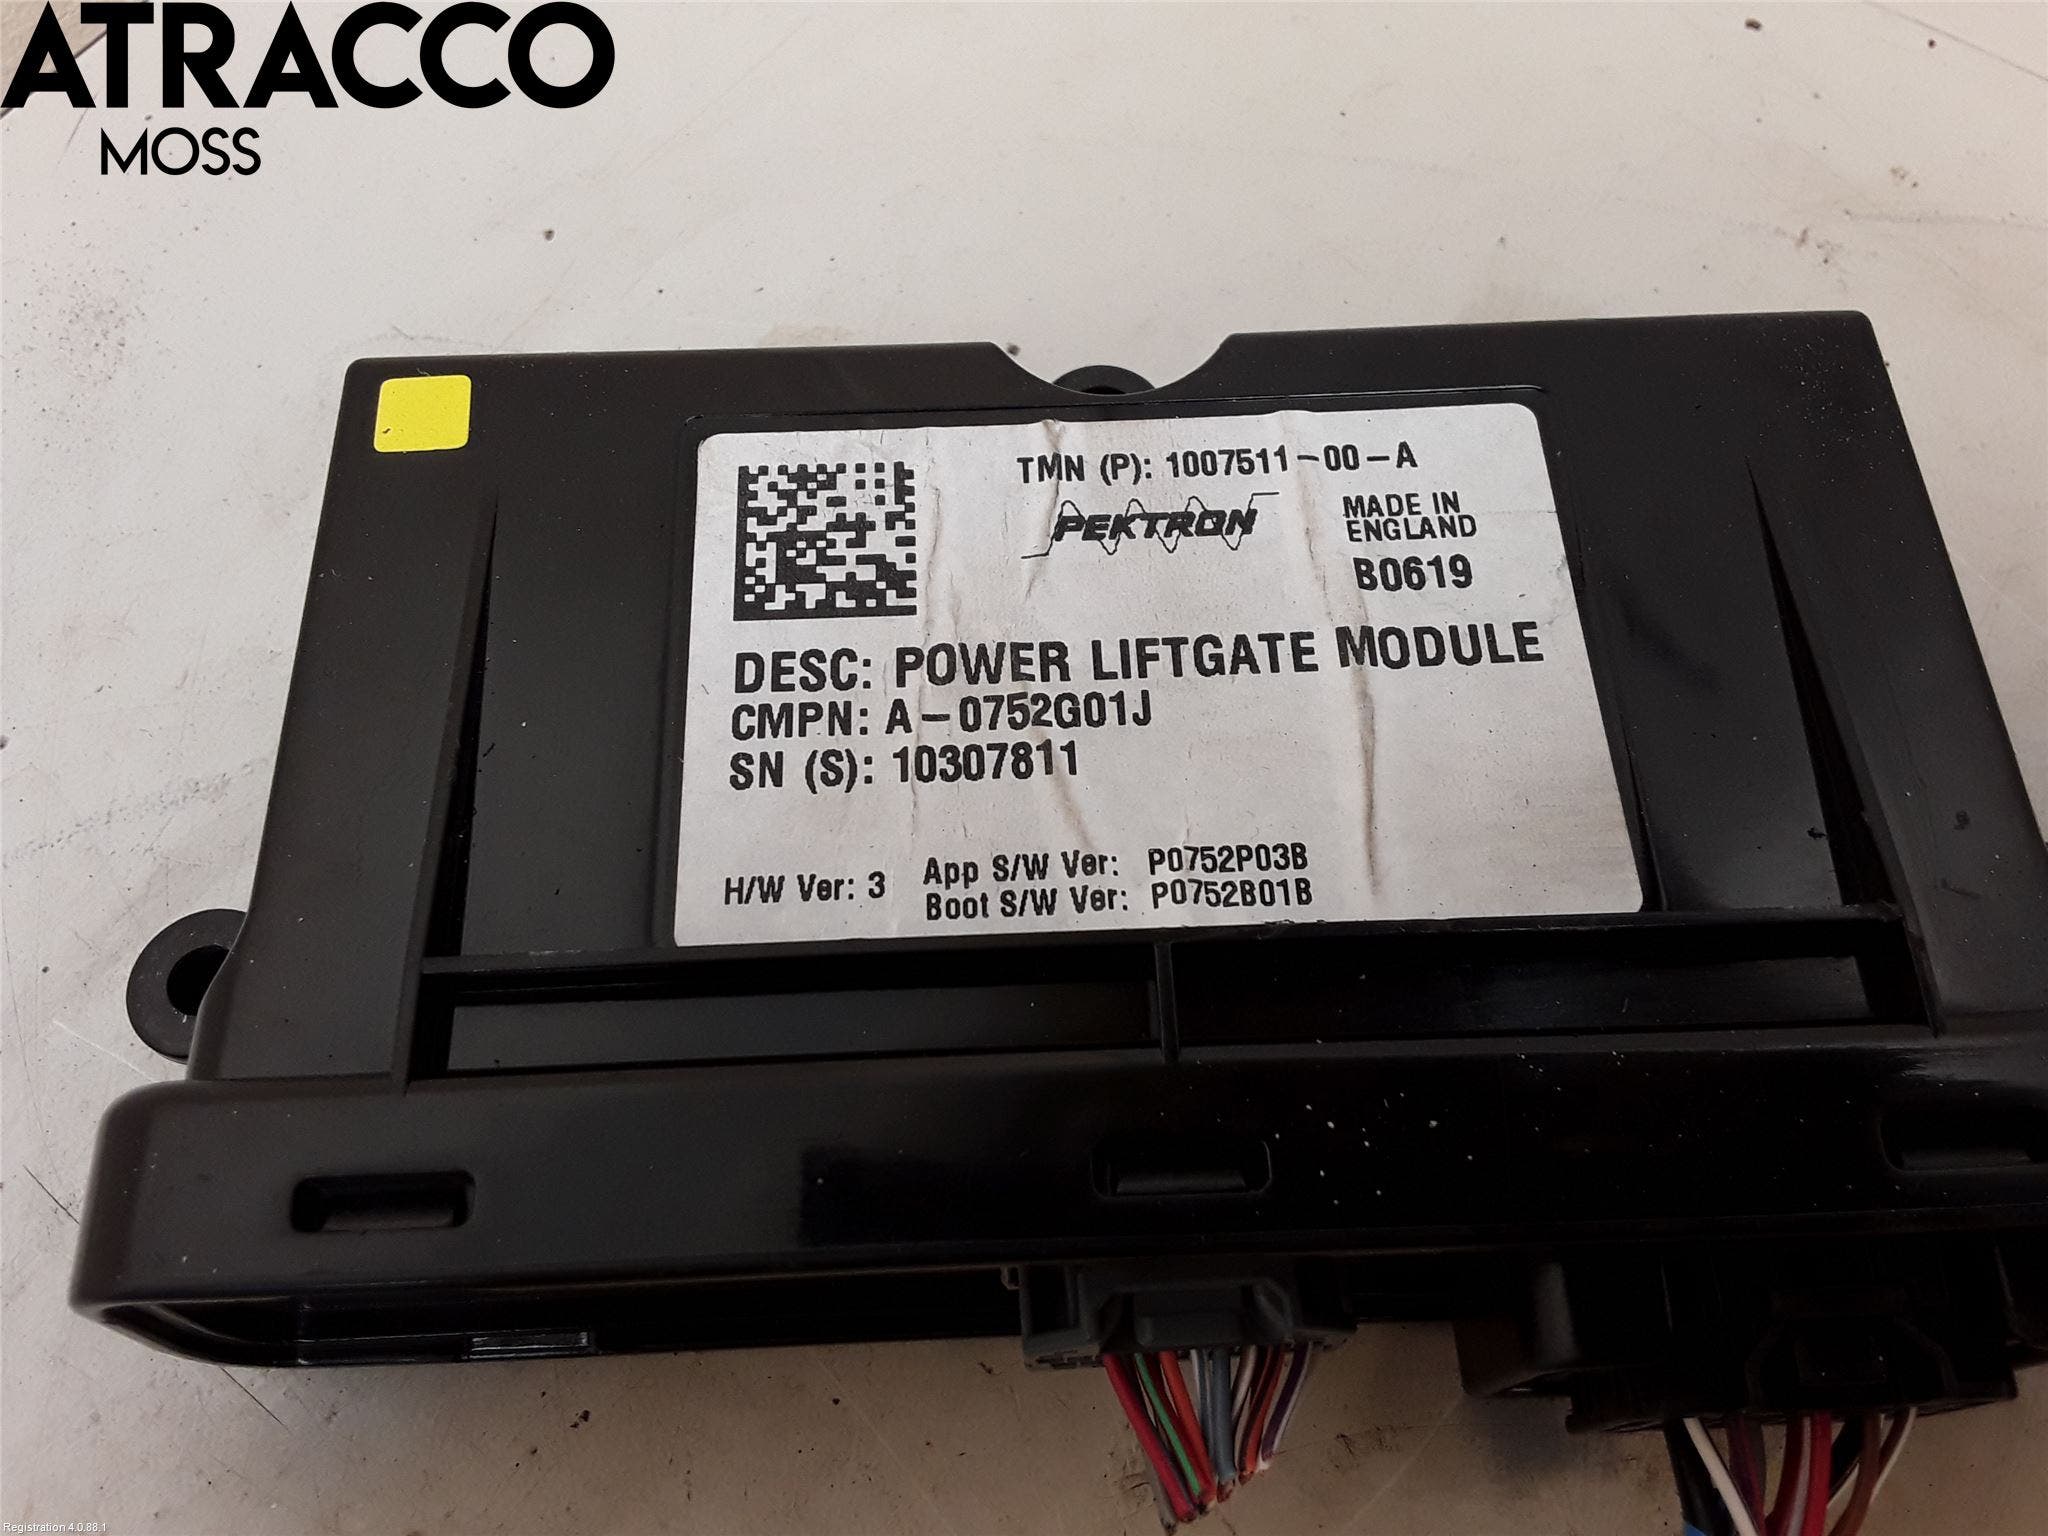 ATRACCO
MOSS
TMN (P): 1007511-00-A
PEKTRON
MADE IN
ENGLAND
B0619
DESC: POWER LIFTGATE MODULE
CMPN: A-0752G01J
SN (S): 10307811
H/W Ver: 3
App S/W Ver: P0752P03B
Boot S/W Ver: P0752B01B
Registration 4.0.88.1